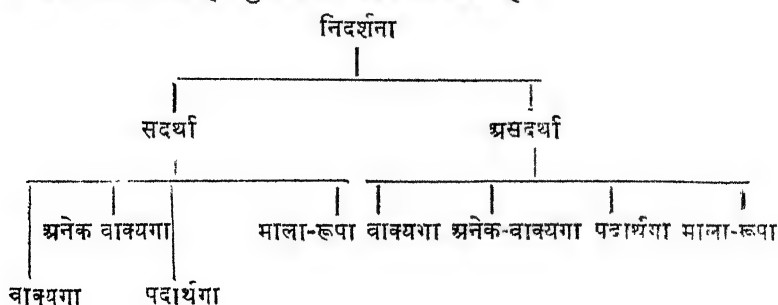 निदर्शना
सदर्था असदर्था
अनेक वाक्यगा माला-रूपा वाक्यगा अनेक-वाक्यगा पदार्थगा माला-रूपा
वाक्यगा पदार्थगा